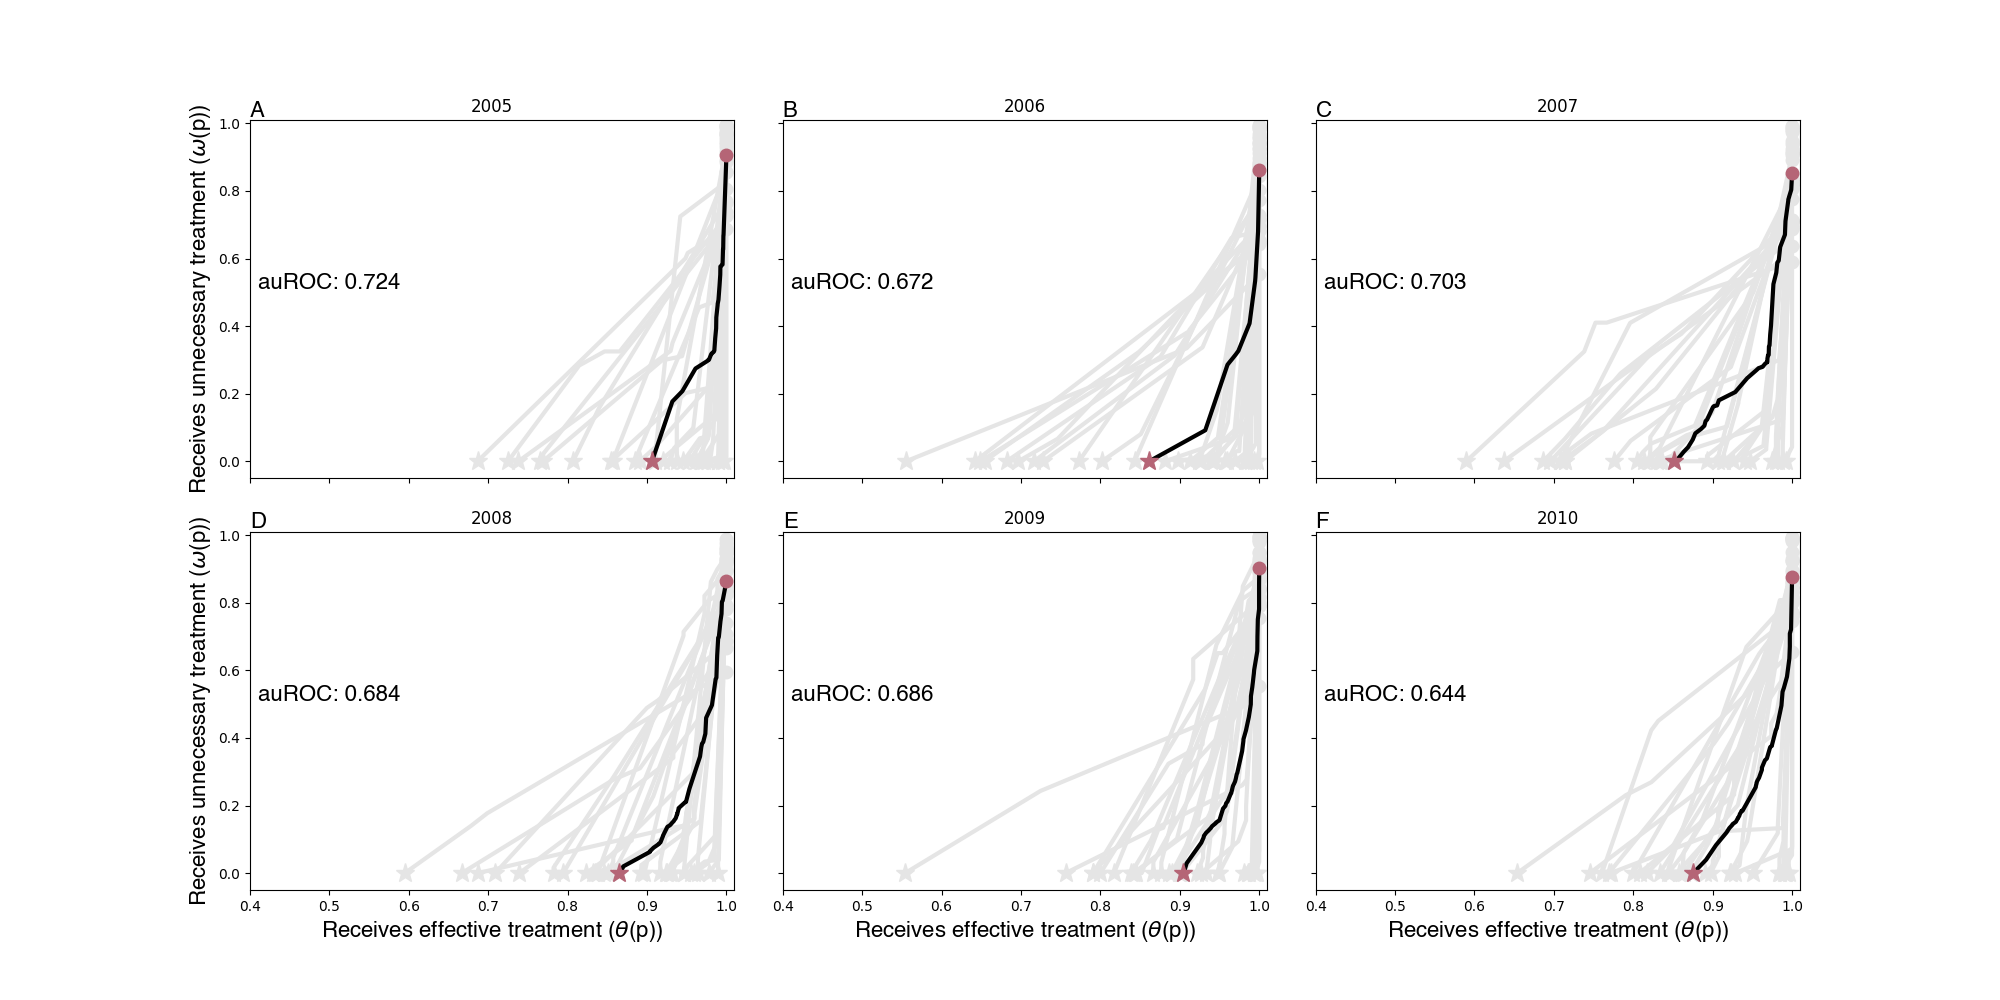 A 2005
B 2006
C 2007
Receives unnecessary treatment (ω(p))
1.0
0.8
0.6
0.4
0.2
0.0
auROC: 0.724
auROC: 0.672
auROC: 0.703
D 2008
E 2009
F 2010
Receives unnecessary treatment (ω(p))
1.0
0.8
0.6
0.4
0.2
0.0
auROC: 0.684
auROC: 0.686
auROC: 0.644
0.4 0.5 0.6 0.7 0.8 0.9 1.0
0.4 0.5 0.6 0.7 0.8 0.9 1.0
0.4 0.5 0.6 0.7 0.8 0.9 1.0
Receives effective treatment (θ(p))
Receives effective treatment (θ(p))
Receives effective treatment (θ(p))